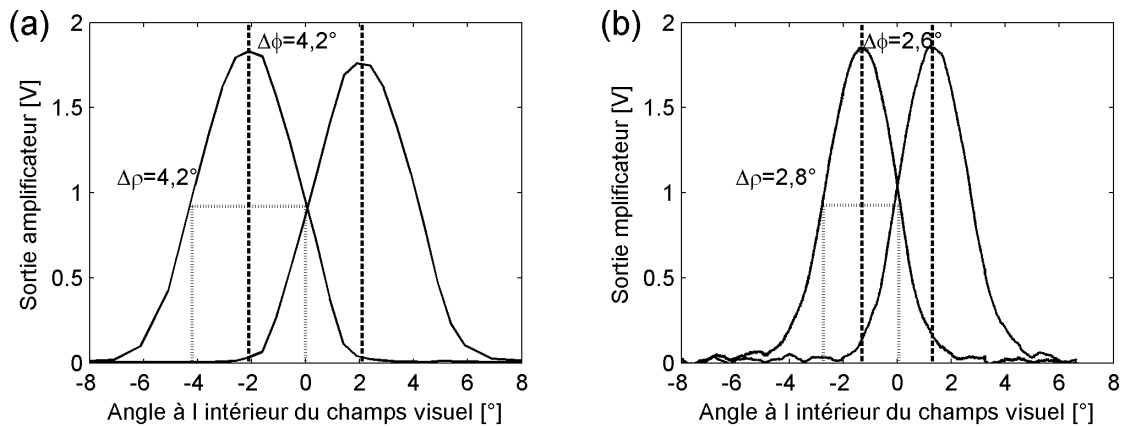 (a)
2
1.5
1
0.5
0
Δϕ=4,2°
Δρ=4,2°
Sortie amplificateur [V]
-8 -6 -4 -2 0 2 4 6 8
Angle à l intérieur du champs visuel [°]
(b)
2
1.5
1
0.5
0
Δϕ=2,6°
Δρ=2,8°
Sortie mplificateur [V]
-8 -6 -4 -2 0 2 4 6 8
Angle à l intérieur du champs visuel [°]